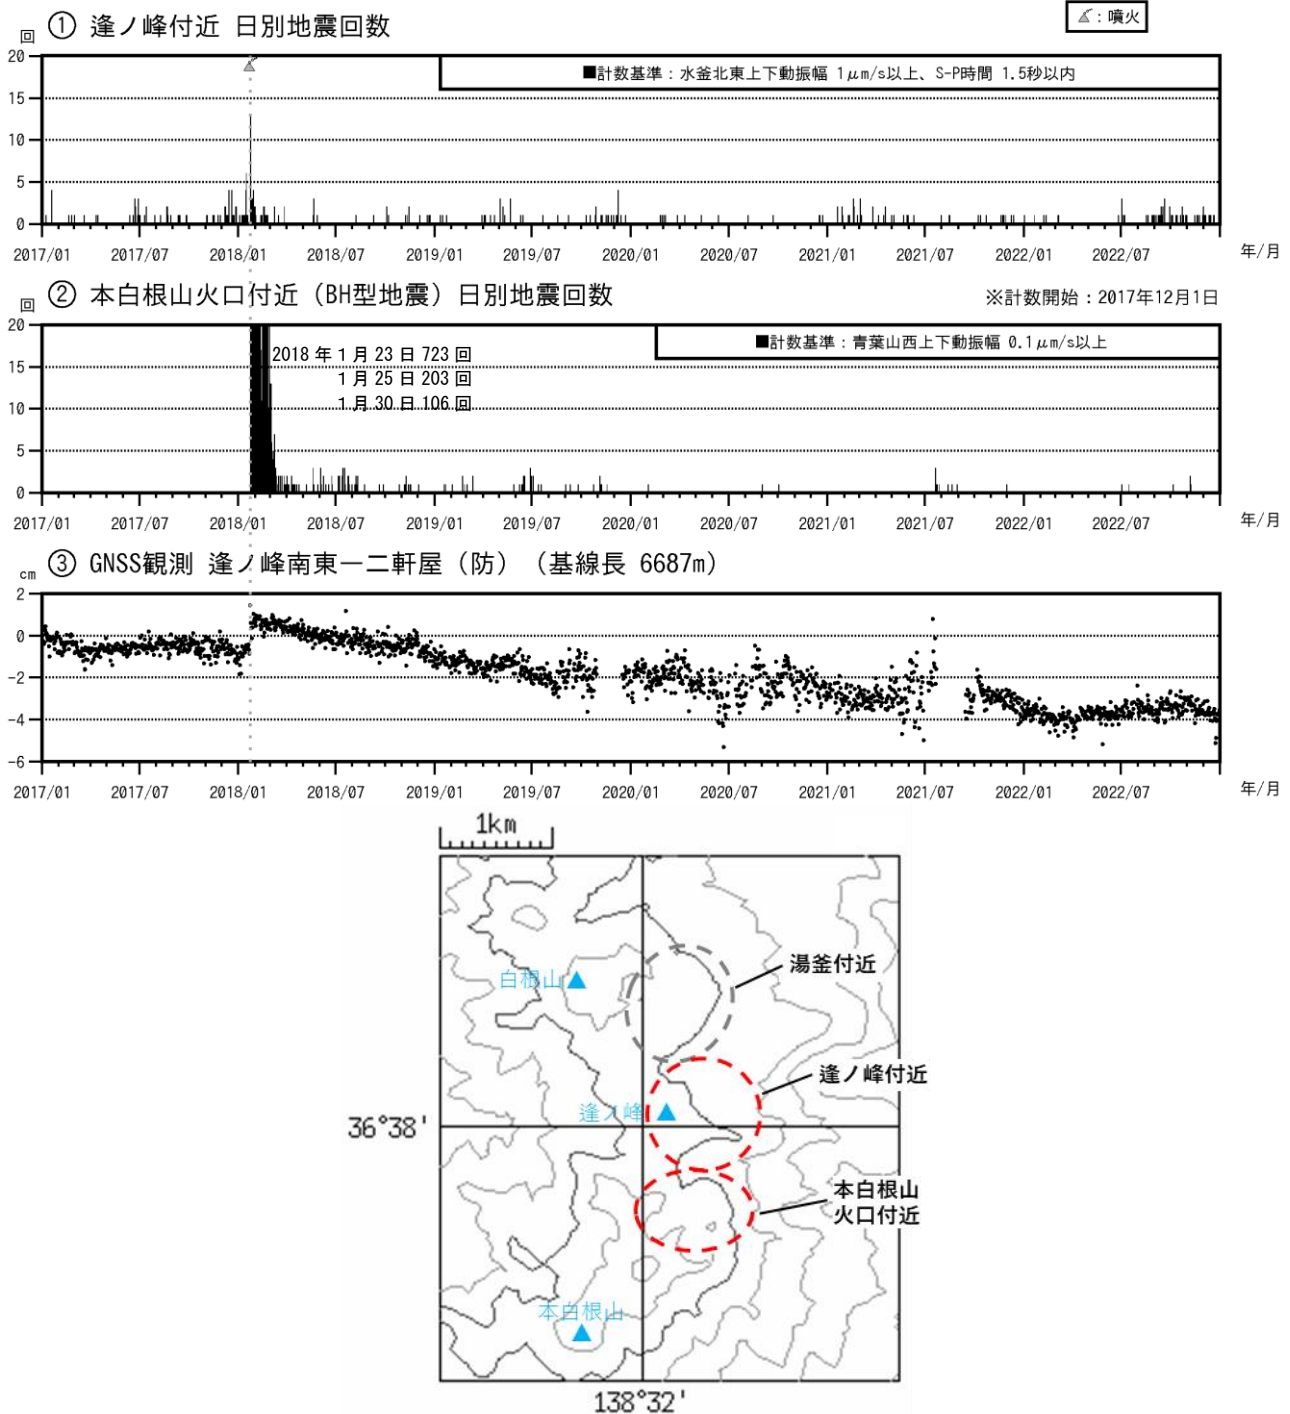 ：噴火
① 逢ノ峰付近 日別地震回数
回
20
15
10
5
0
■計数基準：水釜北東上下動振幅 1μm/s以上、S-P時間 1.5秒以内
2017/01 2017/07 2018/01 2018/07 2019/01 2019/07 2020/01 2020/07 2021/01 2021/07 2022/01 2022/07 年/月
② 本白根山火口付近（BH型地震）日別地震回数
※計数開始：2017年12月1日
回
20
15
10
5
0
■計数基準：青葉山西上下動振幅 0.1μm/s以上
2018年1月23日723回
1月25日203回
1月30日106回
2017/01 2017/07 2018/01 2018/07 2019/01 2019/07 2020/01 2020/07 2021/01 2021/07 2022/01 2022/07 年/月
③ GNSS観測 逢ノ峰南東－二軒屋（防）（基線長 6687m）
cm
2
0
-2
-4
-6
2017/01 2017/07 2018/01 2018/07 2019/01 2019/07 2020/01 2020/07 2021/01 2021/07 2022/01 2022/07 年/月
1km
湯釜付近
白根山
逢ノ峰付近
逢ノ峰
36°38'
本白根山
火口付近
本白根山
138°32'